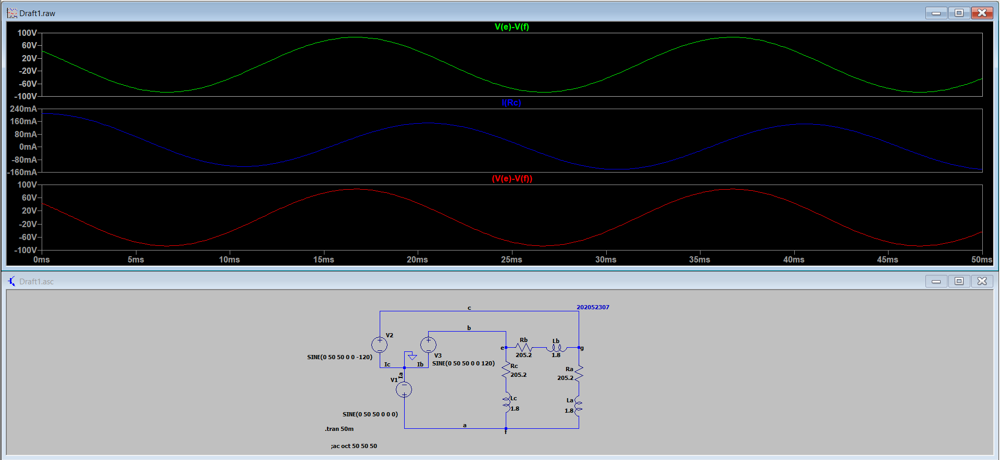 Draft1.raw
V(e)-V(f)
100V
60V
20V
-20V
-60V
-100V
I(Rc)
240mA
160mA
80mA
0mA
-80mA
-160mA
(V(e)-V(f))
100V
60V
20V
-20V
-60V
-100V
0ms 5ms 10ms 15ms 20ms 25ms 30ms 35ms 40ms 45ms 50ms
Draft1.asc
c
202052307
b
V2
Rb
Lb
e
g
205.2
1.8
V3
SINE(0 50 50 0 0 -120)
SINE(0 50 50 0 0 120)
Ic
Ib
Ia
Rc
205.2
Ra
205.2
V1
Lc
1.8
La
1.8
SINE(0 50 50 0 0 0)
a
f
.tran 50m
;ac oct 50 50 50